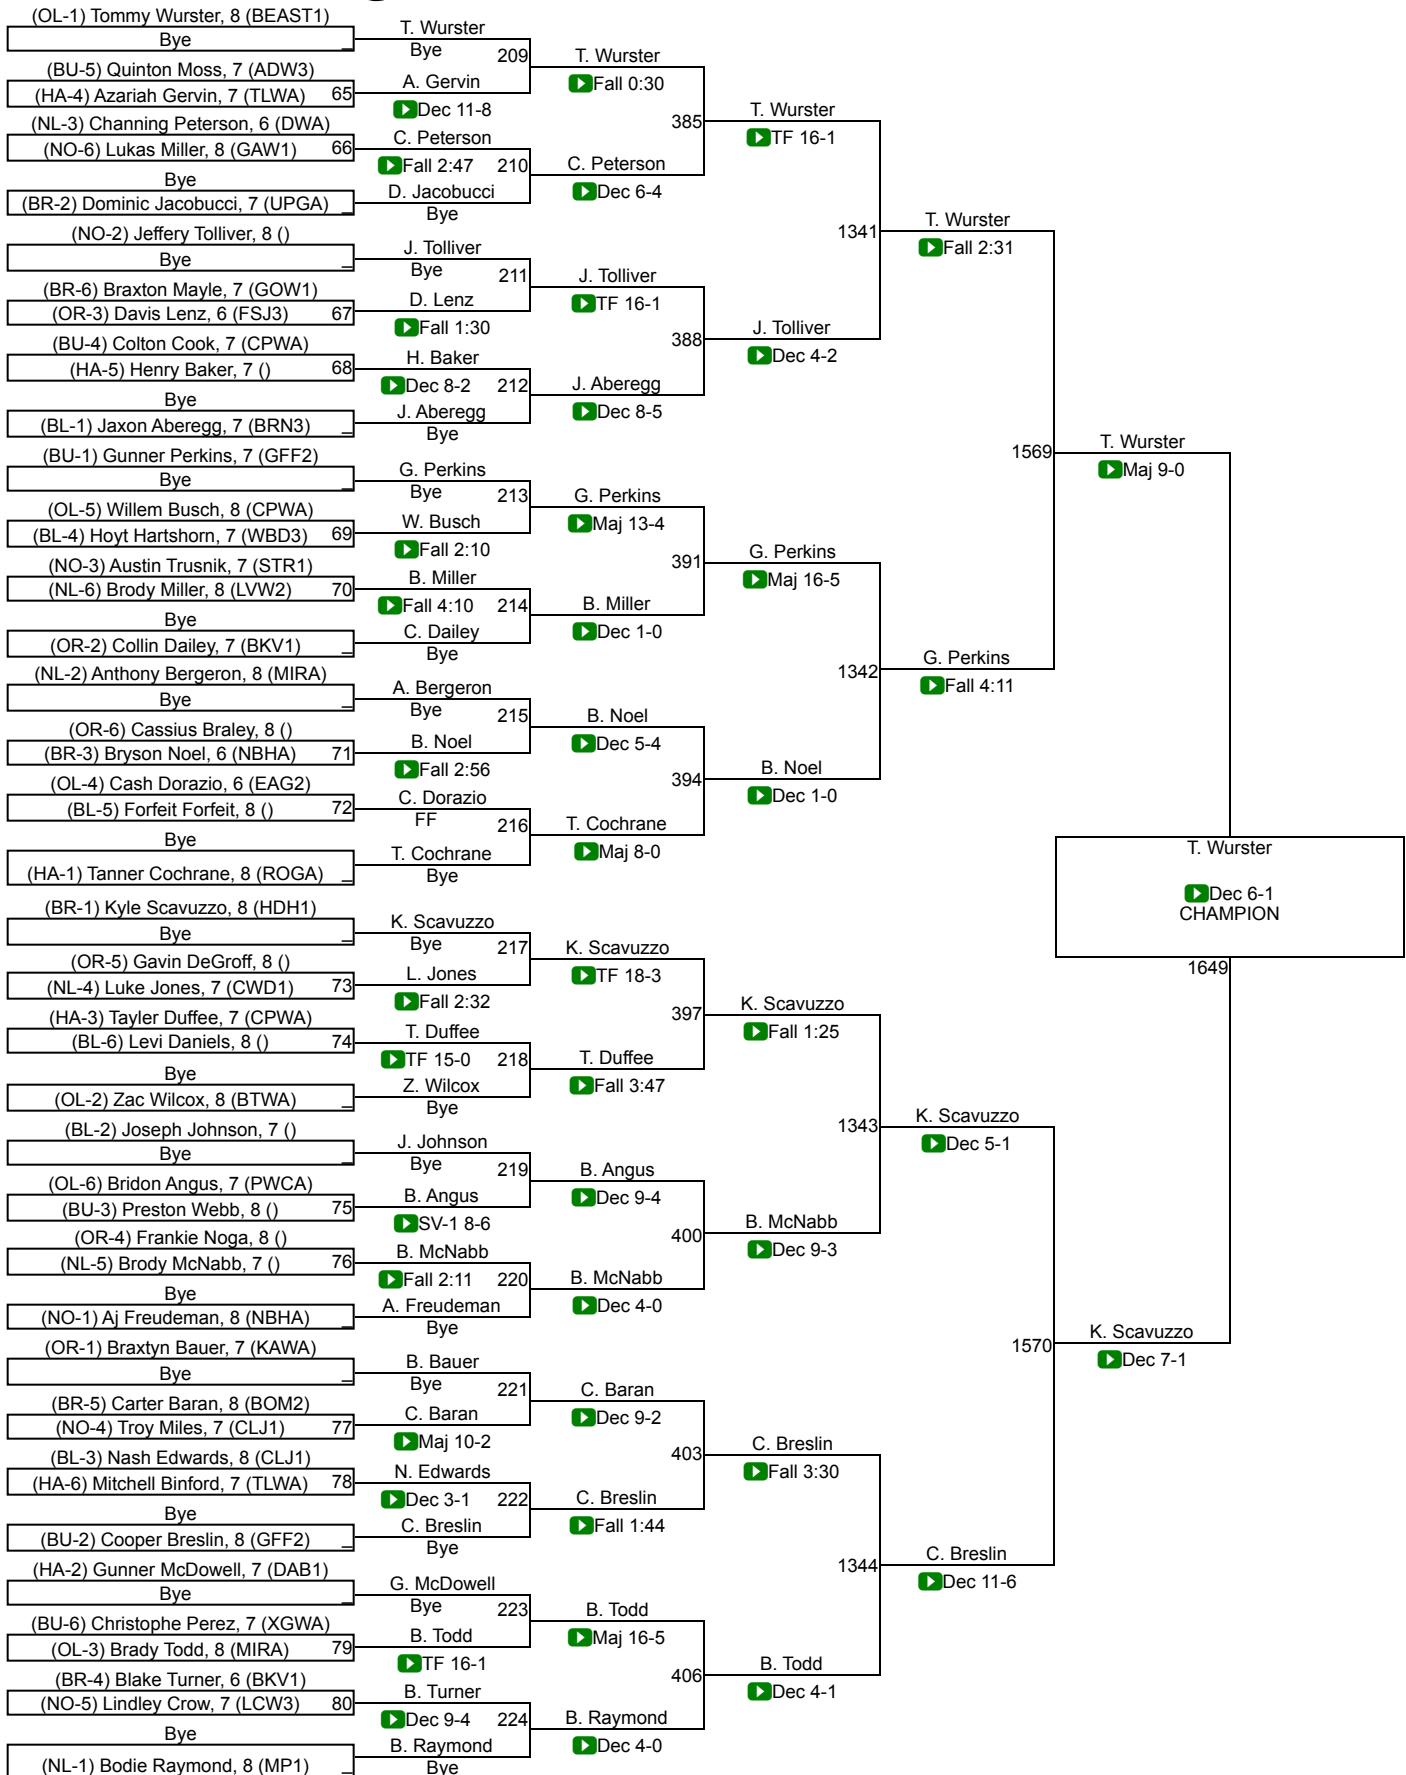 (OL-1) Tommy Wurster, 8 (BEAST1)
Bye
(BU-5) Quinton Moss, 7 (ADW3)
(HA-4) Azariah Gervin, 7 (TLWA) 65
(NL-3) Channing Peterson, 6 (DWA)
(NO-6) Lukas Miller, 8 (GAW1) 66
Bye
(BR-2) Dominic Jacobucci, 7 (UPGA)
(NO-2) Jeffery Tolliver, 8 ()
Bye
(BR-6) Braxton Mayle, 7 (GOW1)
(OR-3) Davis Lenz, 6 (FSJ3) 67
(BU-4) Colton Cook, 7 (CPWA)
(HA-5) Henry Baker, 7 () 68
Bye
(BL-1) Jaxon Aberegg, 7 (BRN3)
(BU-1) Gunner Perkins, 7 (GFF2)
Bye
(OL-5) Willem Busch, 8 (CPWA)
(BL-4) Hoyt Hartshorn, 7 (WBD3) 69
(NO-3) Austin Trusnik, 7 (STR1)
(NL-6) Brody Miller, 8 (LVW2) 70
Bye
(OR-2) Collin Dailey, 7 (BKV1)
(NL-2) Anthony Bergeron, 8 (MIRA)
Bye
(OR-6) Cassius Braley, 8 ()
(BR-3) Bryson Noel, 6 (NBHA) 71
(OL-4) Cash Dorazio, 6 (EAG2)
(BL-5) Forfeit Forfeit, 8 () 72
Bye
(HA-1) Tanner Cochrane, 8 (ROGA)
(BR-1) Kyle Scavuzzo, 8 (HDH1)
Bye
(OR-5) Gavin DeGroff, 8 ()
(NL-4) Luke Jones, 7 (CWD1) 73
(HA-3) Tayler Duffee, 7 (CPWA)
(BL-6) Levi Daniels, 8 () 74
Bye
(OL-2) Zac Wilcox, 8 (BTWA)
(BL-2) Joseph Johnson, 7 ()
Bye
(OL-6) Bridon Angus, 7 (PWCA)
(BU-3) Preston Webb, 8 () 75
(OR-4) Frankie Noga, 8 ()
(NL-5) Brody McNabb, 7 () 76
Bye
(NO-1) Aj Freudeman, 8 (NBHA)
(OR-1) Braxtyn Bauer, 7 (KAWA)
Bye
(BR-5) Carter Baran, 8 (BOM2)
(NO-4) Troy Miles, 7 (CLJ1) 77
(BL-3) Nash Edwards, 8 (CLJ1)
(HA-6) Mitchell Binford, 7 (TLWA) 78
Bye
(BU-2) Cooper Breslin, 8 (GFF2)
(HA-2) Gunner McDowell, 7 (DAB1)
Bye
(BU-6) Christophe Perez, 7 (XGWA)
(OL-3) Brady Todd, 8 (MIRA) 79
(BR-4) Blake Turner, 6 (BKV1)
(NO-5) Lindley Crow, 7 (LCW3) 80
Bye
(NL-1) Bodie Raymond, 8 (MP1)
T. Wurster
Bye 209
A. Gervin
Dec 11-8
C. Peterson
Fall 2:47 210
D. Jacobucci
Bye
J. Tolliver
Bye 211
D. Lenz
Fall 1:30
H. Baker
Dec 8-2 212
J. Aberegg
Bye
G. Perkins
Bye 213
W. Busch
Fall 2:10
B. Miller
Fall 4:10 214
C. Dailey
Bye
A. Bergeron
Bye 215
B. Noel
Fall 2:56
C. Dorazio
FF 216
T. Cochrane
Bye
K. Scavuzzo
Bye 217
L. Jones
Fall 2:32
T. Duffee
TF 15-0 218
Z. Wilcox
Bye
J. Johnson
Bye 219
B. Angus
SV-1 8-6
B. McNabb
Fall 2:11 220
A. Freudeman
Bye
B. Bauer
Bye 221
C. Baran
Maj 10-2
N. Edwards
Dec 3-1 222
C. Breslin
Bye
G. McDowell
Bye 223
B. Todd
TF 16-1
B. Turner
Dec 9-4 224
B. Raymond
Bye
T. Wurster
Fall 0:30
385
C. Peterson
Dec 6-4
J. Tolliver
TF 16-1
388
J. Aberegg
Dec 8-5
G. Perkins
Maj 13-4
391
B. Miller
Dec 1-0
B. Noel
Dec 5-4
394
T. Cochrane
Maj 8-0
K. Scavuzzo
TF 18-3
397
T. Duffee
Fall 3:47
B. Angus
Dec 9-4
400
B. McNabb
Dec 4-0
C. Baran
Dec 9-2
403
C. Breslin
Fall 1:44
B. Todd
Maj 16-5
406
B. Raymond
Dec 4-0
T. Wurster
TF 16-1
1341
J. Tolliver
Dec 4-2
G. Perkins
Maj 16-5
1342
B. Noel
Dec 1-0
K. Scavuzzo
Fall 1:25
1343
B. McNabb
Dec 9-3
C. Breslin
Fall 3:30
1344
B. Todd
Dec 4-1
T. Wurster
Fall 2:31
1569
G. Perkins
Fall 4:11
K. Scavuzzo
Dec 5-1
1570
C. Breslin
Dec 11-6
T. Wurster
Maj 9-0
K. Scavuzzo
Dec 7-1
T. Wurster
Dec 6-1
CHAMPION
1649